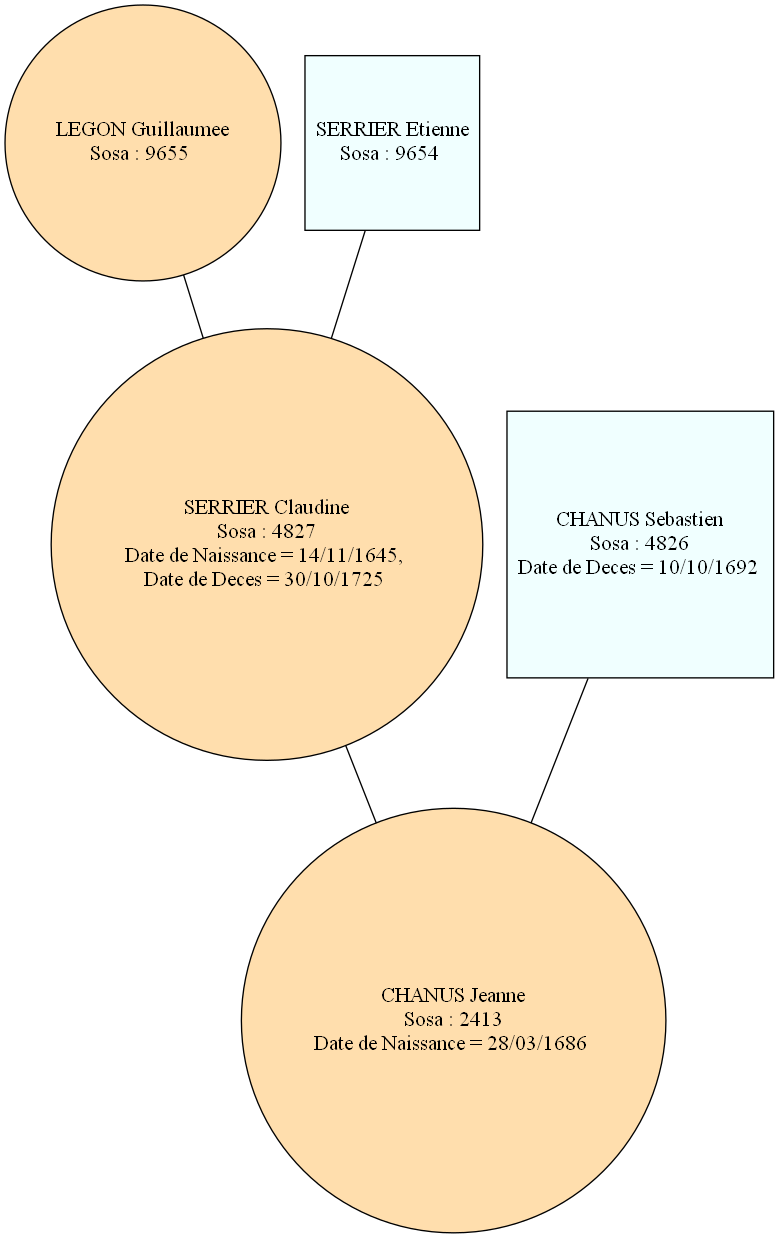 LEGON Guillaumee
Sosa : 9655
SERRIER Etienne
Sosa : 9654
SERRIER Claudine
Sosa : 4827
Date de Naissance = 14/11/1645,
Date de Deces = 30/10/1725
CHANUS Sebastien
Sosa : 4826
Date de Deces = 10/10/1692
CHANUS Jeanne
Sosa : 2413
Date de Naissance = 28/03/1686